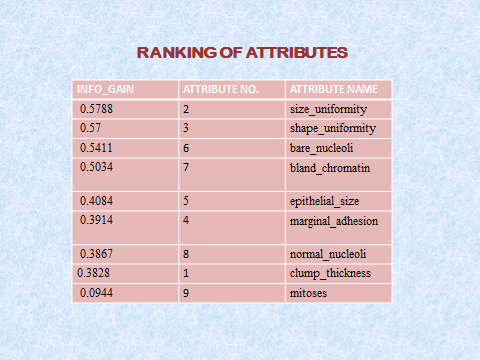 RANKING OF ATTRIBUTES
INFO_GAIN ATTRIBUTE NO. ATTRIBUTE NAME
0.5788 2 size_uniformity
0.57 3 shape_uniformity
0.5411 6 bare_nucleoli
0.5034 7 bland_chromatin
0.4084 5 epithelial_size
0.3914 4 marginal_adhesion
0.3867 8 normal_nucleoli
0.3828 1 clump_thickness
0.0944 9 mitoses